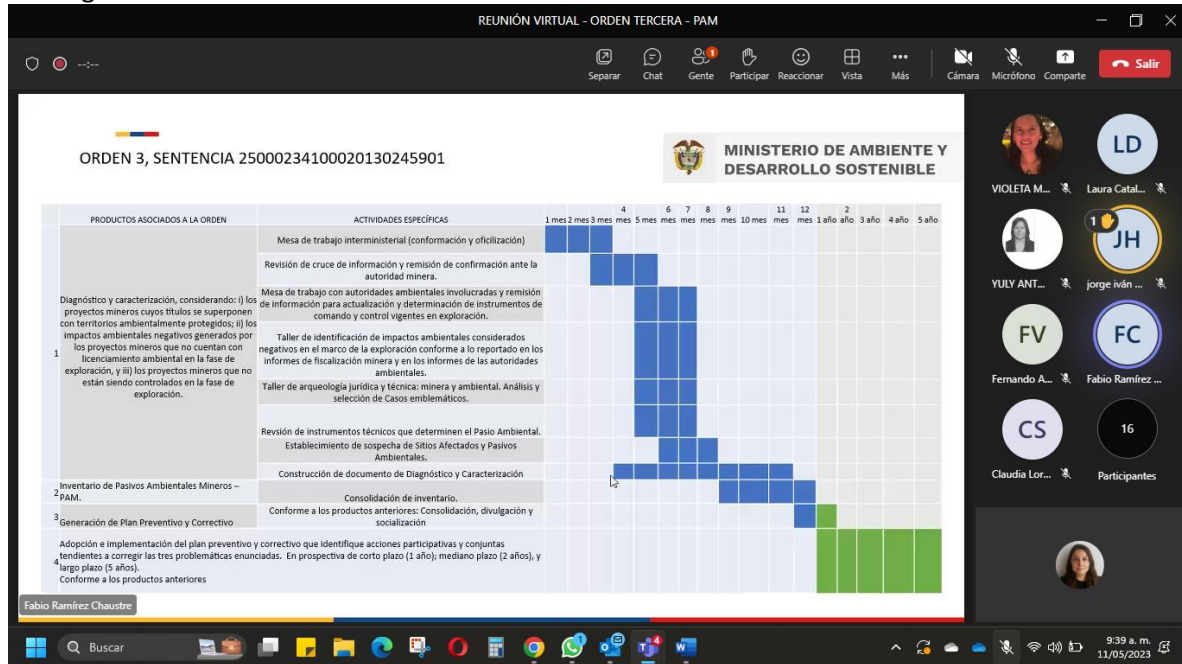 REUNIÓN VIRTUAL - ORDEN TERCERA - PAM
--:--
Separar
Chat
1
Gente
Participar
Reaccionar
Vista
Más
Cámara
Micrófono
Comparte
Salir
ORDEN 3, SENTENCIA 25000234100020130245901
MINISTERIO DE AMBIENTE Y
DESARROLLO SOSTENIBLE
PRODUCTOS ASOCIADOS A LA ORDEN
ACTIVIDADES ESPECÍFICAS
1 mes 2 mes 3 mes 4 mes 5 mes 6 mes 7 mes 8 mes 9 mes 10 mes 11 mes 12 mes 1 año 2 año 3 año 4 año 5 año
1
Diagnóstico y caracterización, considerando: i) los
proyectos mineros cuyos títulos se superponen
con territorios ambientalmente protegidos; ii) los
impactos ambientales negativos generados por
los proyectos mineros que no cuentan con
licenciamiento ambiental en la fase de
exploración, y iii) los proyectos mineros que no
están siendo controlados en la fase de
exploración.
Mesa de trabajo interministerial (conformación y oficilización)
Revisión de cruce de información y remisión de confirmación ante la
autoridad minera.
Mesa de trabajo con autoridades ambientales involucradas y remisión
de información para actualización y determinación de instrumentos de
comando y control vigentes en exploración.
Taller de identificación de impactos ambientales considerados
negativos en el marco de la exploración conforme a lo reportado en los
informes de fiscalización minera y en los informes de las autoridades
ambientales.
Taller de arqueología jurídica y técnica: minera y ambiental. Análisis y
selección de Casos emblemáticos.
Revsión de instrumentos técnicos que determinen el Pasio Ambiental.
Establecimiento de sospecha de Sitios Afectados y Pasivos
Ambientales.
Construcción de documento de Diagnóstico y Caracterización
2
Inventario de Pasivos Ambientales Mineros –
PAM.
Consolidación de inventario.
3
Generación de Plan Preventivo y Correctivo
Conforme a los productos anteriores: Consolidación, divulgación y
socialización
4
Adopción e implementación del plan preventivo y correctivo que identifique acciones participativas y conjuntas
tendientes a corregir las tres problemáticas enunciadas. En prospectiva de corto plazo (1 año); mediano plazo (2 años), y
largo plazo (5 años).
Conforme a los productos anteriores
Fabio Ramírez Chaustre
VIOLETA M...
LD
Laura Catal...
YULY ANT...
1
JH
jorge iván ...
FV
Fernando A...
FC
Fabio Ramírez ...
CS
Claudia Lor...
16
Participantes
Buscar
4
9:39 a. m.
11/05/2023